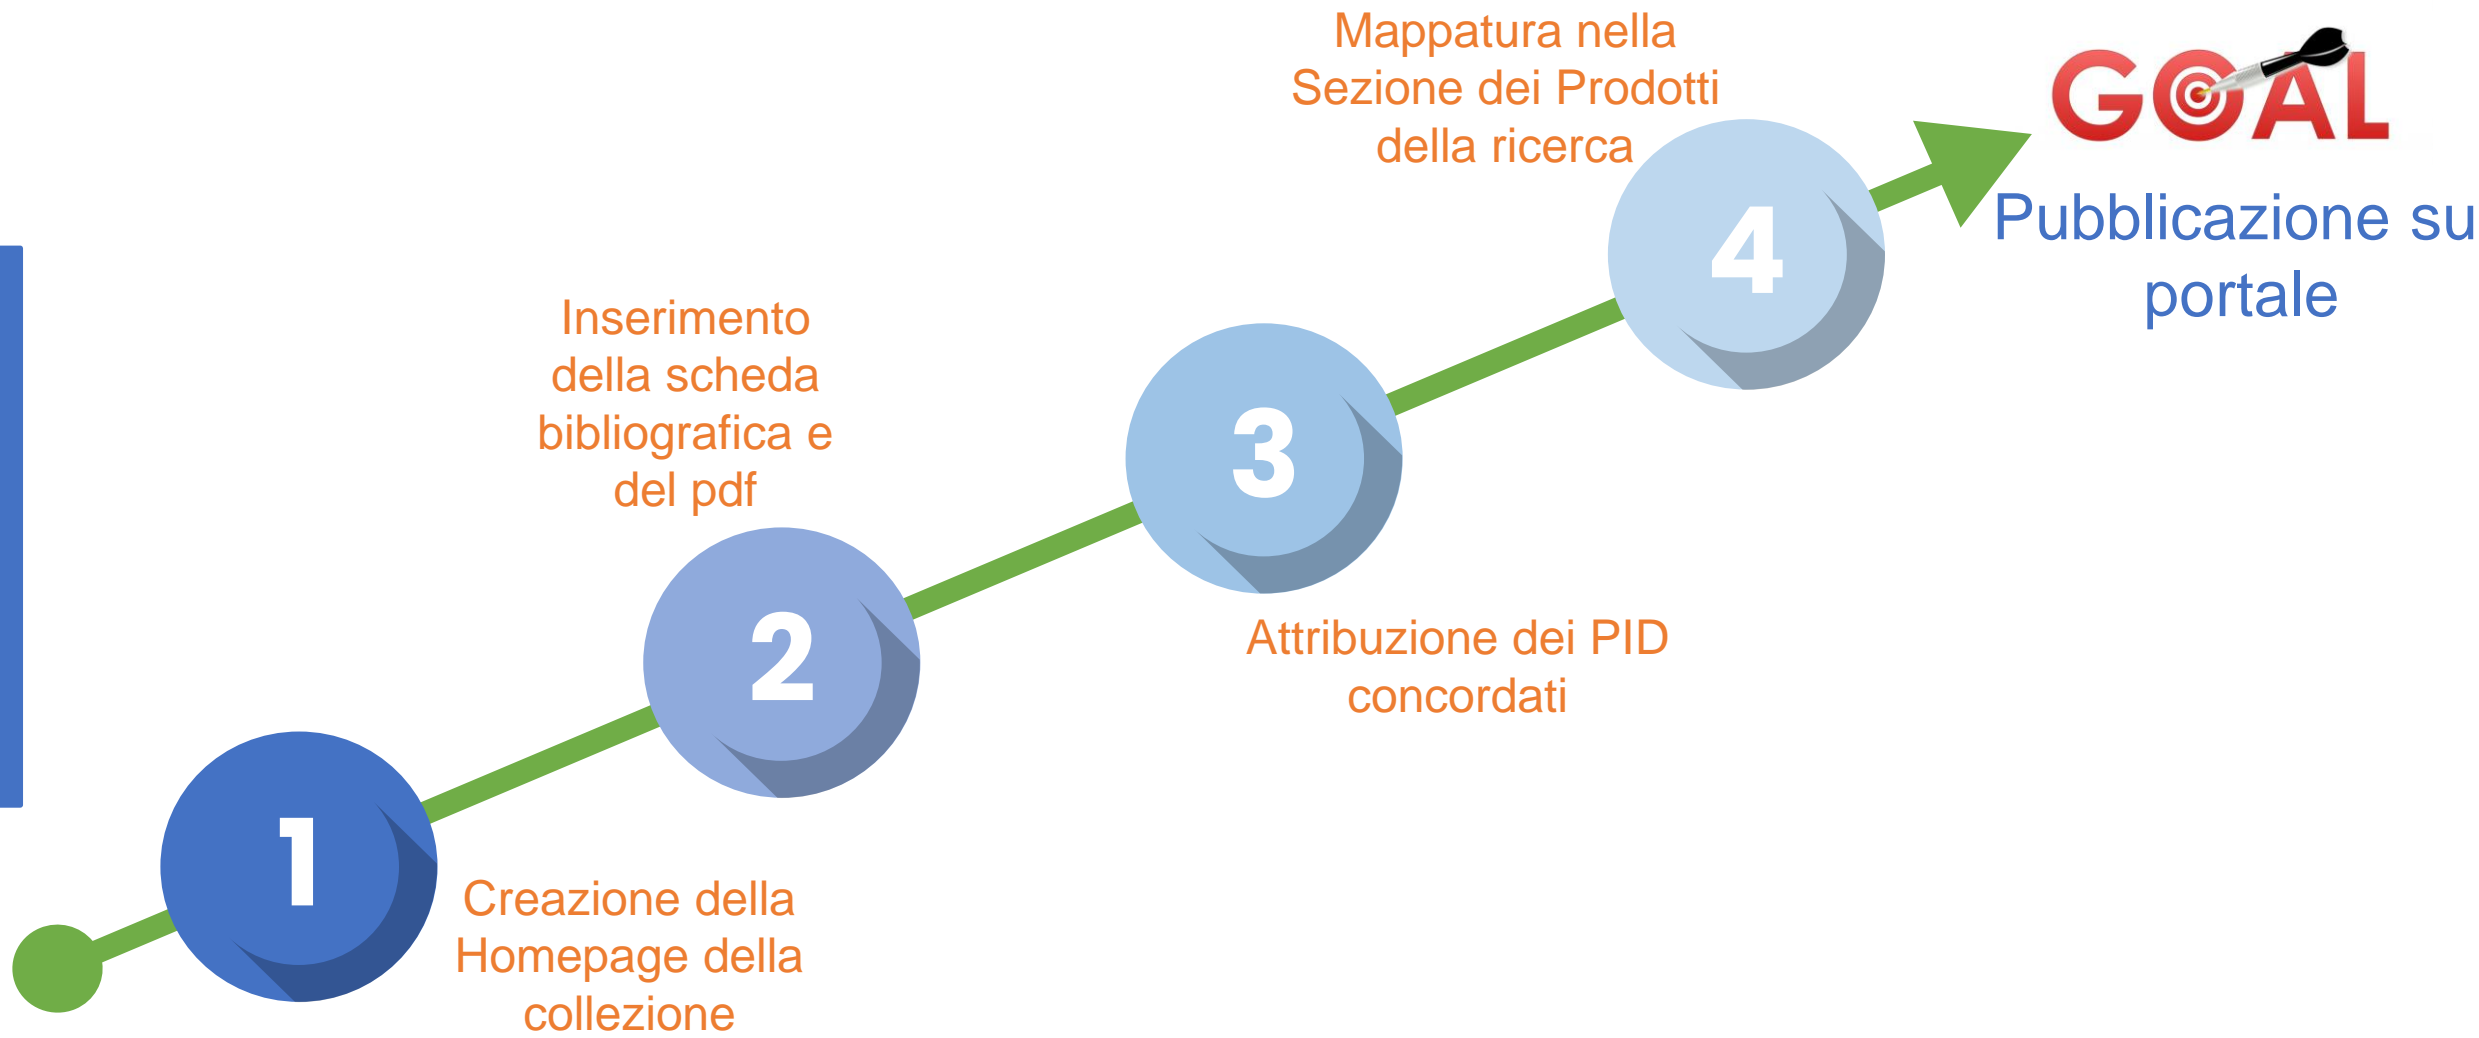 1
Creazione della
Homepage della
collezione
Inserimento
della scheda
bibliografica e
del pdf
2
3
Attribuzione dei PID
concordati
Mappatura nella
Sezione dei Prodotti
della ricerca
4
GOAL
Pubblicazione su
portale